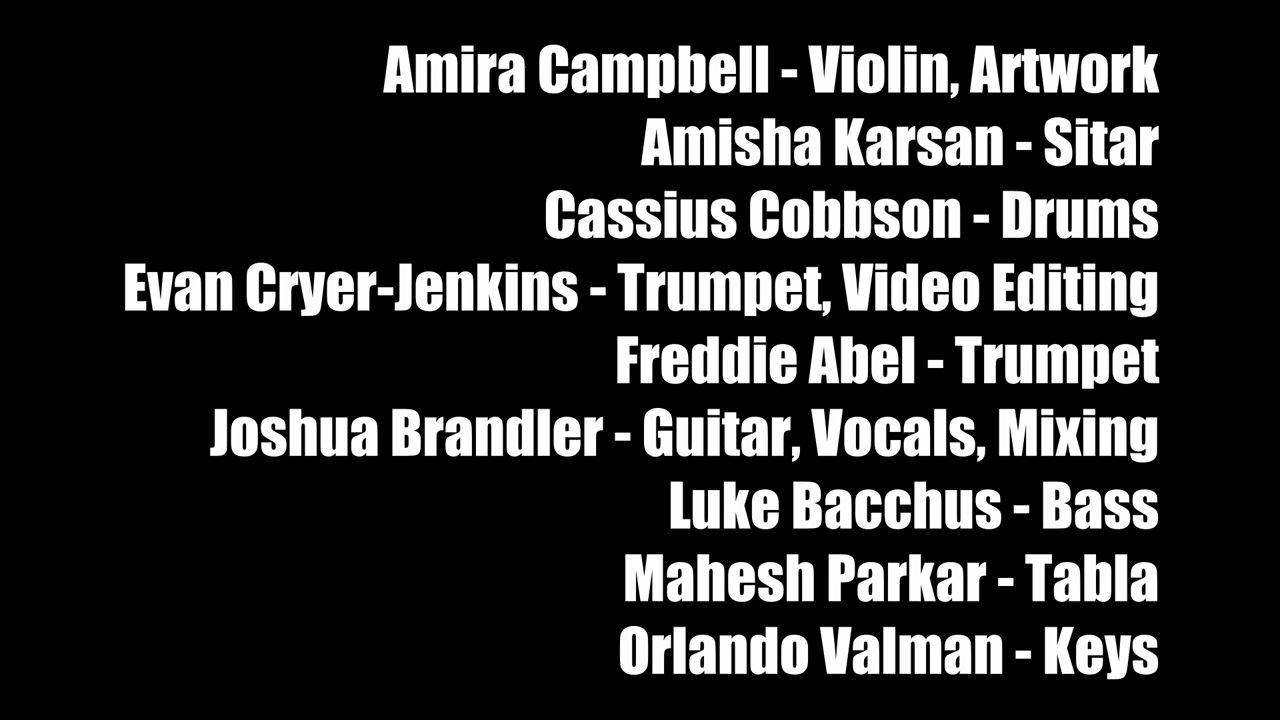 Amira Campbell - Violin, Artwork
Amisha Karsan - Sitar
Cassius Cobbson - Drums
Evan Cryer-Jenkins - Trumpet, Video Editing
Freddie Abel - Trumpet
Joshua Brandler - Guitar, Vocals, Mixing
Luke Bacchus - Bass
Mahesh Parkar - Tabla
Orlando Valman - Keys